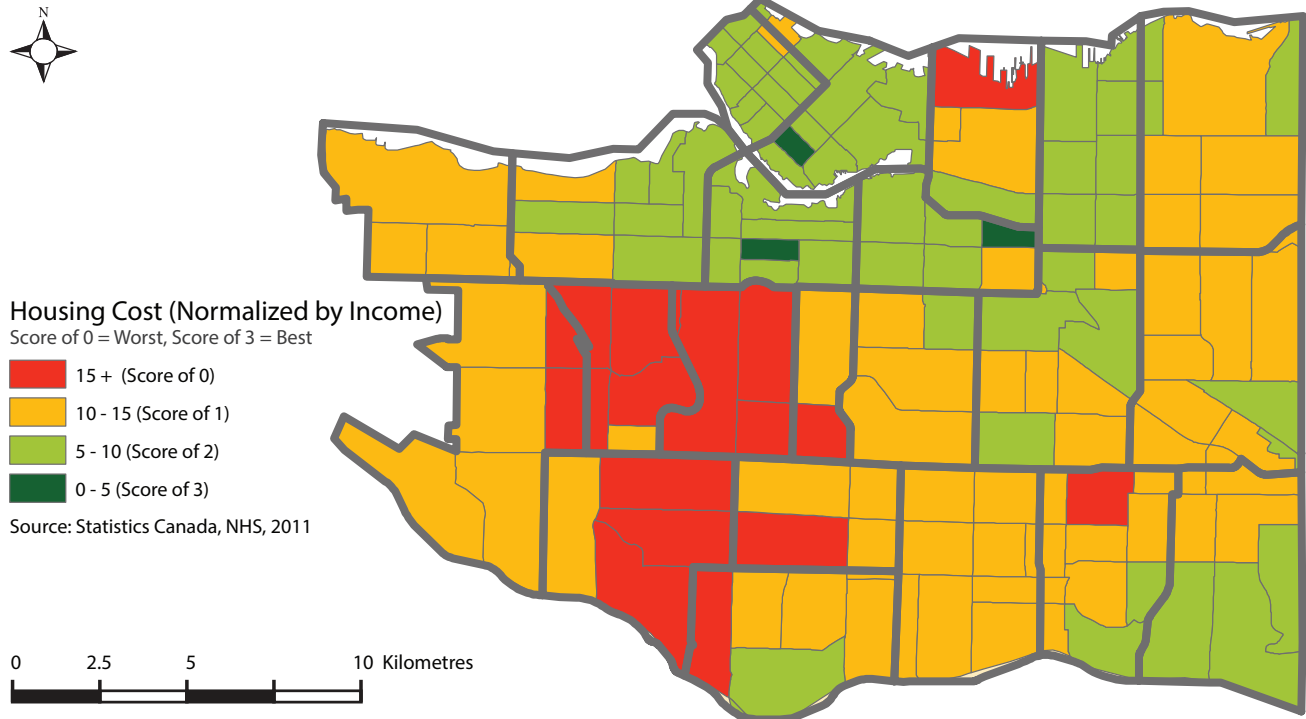 N
Housing Cost (Normalized by Income)
Score of 0 = Worst, Score of 3 = Best
15 + (Score of 0)
10 - 15 (Score of 1)
5 - 10 (Score of 2)
0 - 5 (Score of 3)
Source: Statistics Canada, NHS, 2011
0 2.5 5 10 Kilometres